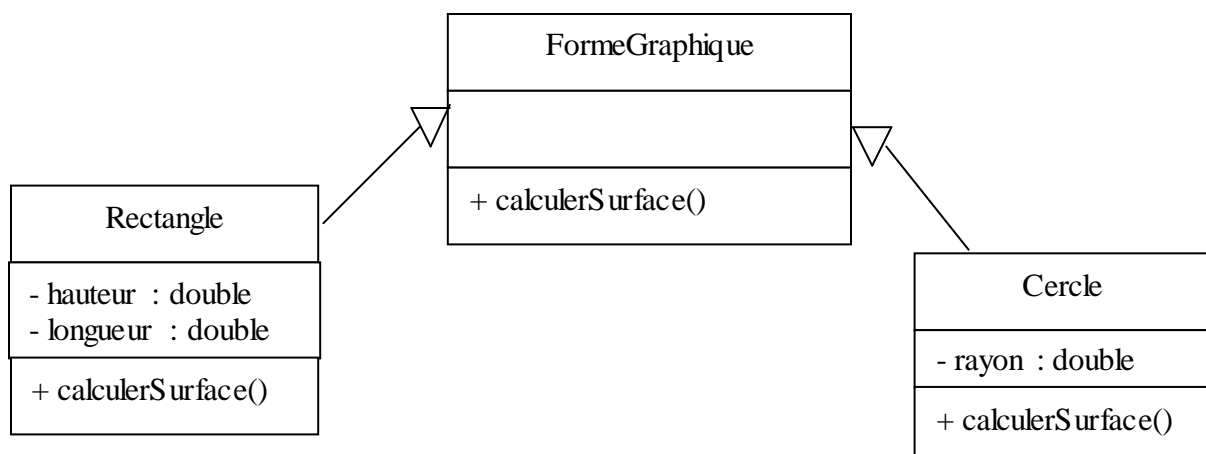 FormeGraphique
+ calculerSurface()
Rectangle
- hauteur : double
- longueur : double
+ calculerSurface()
Cercle
- rayon : double
+ calculerSurface()